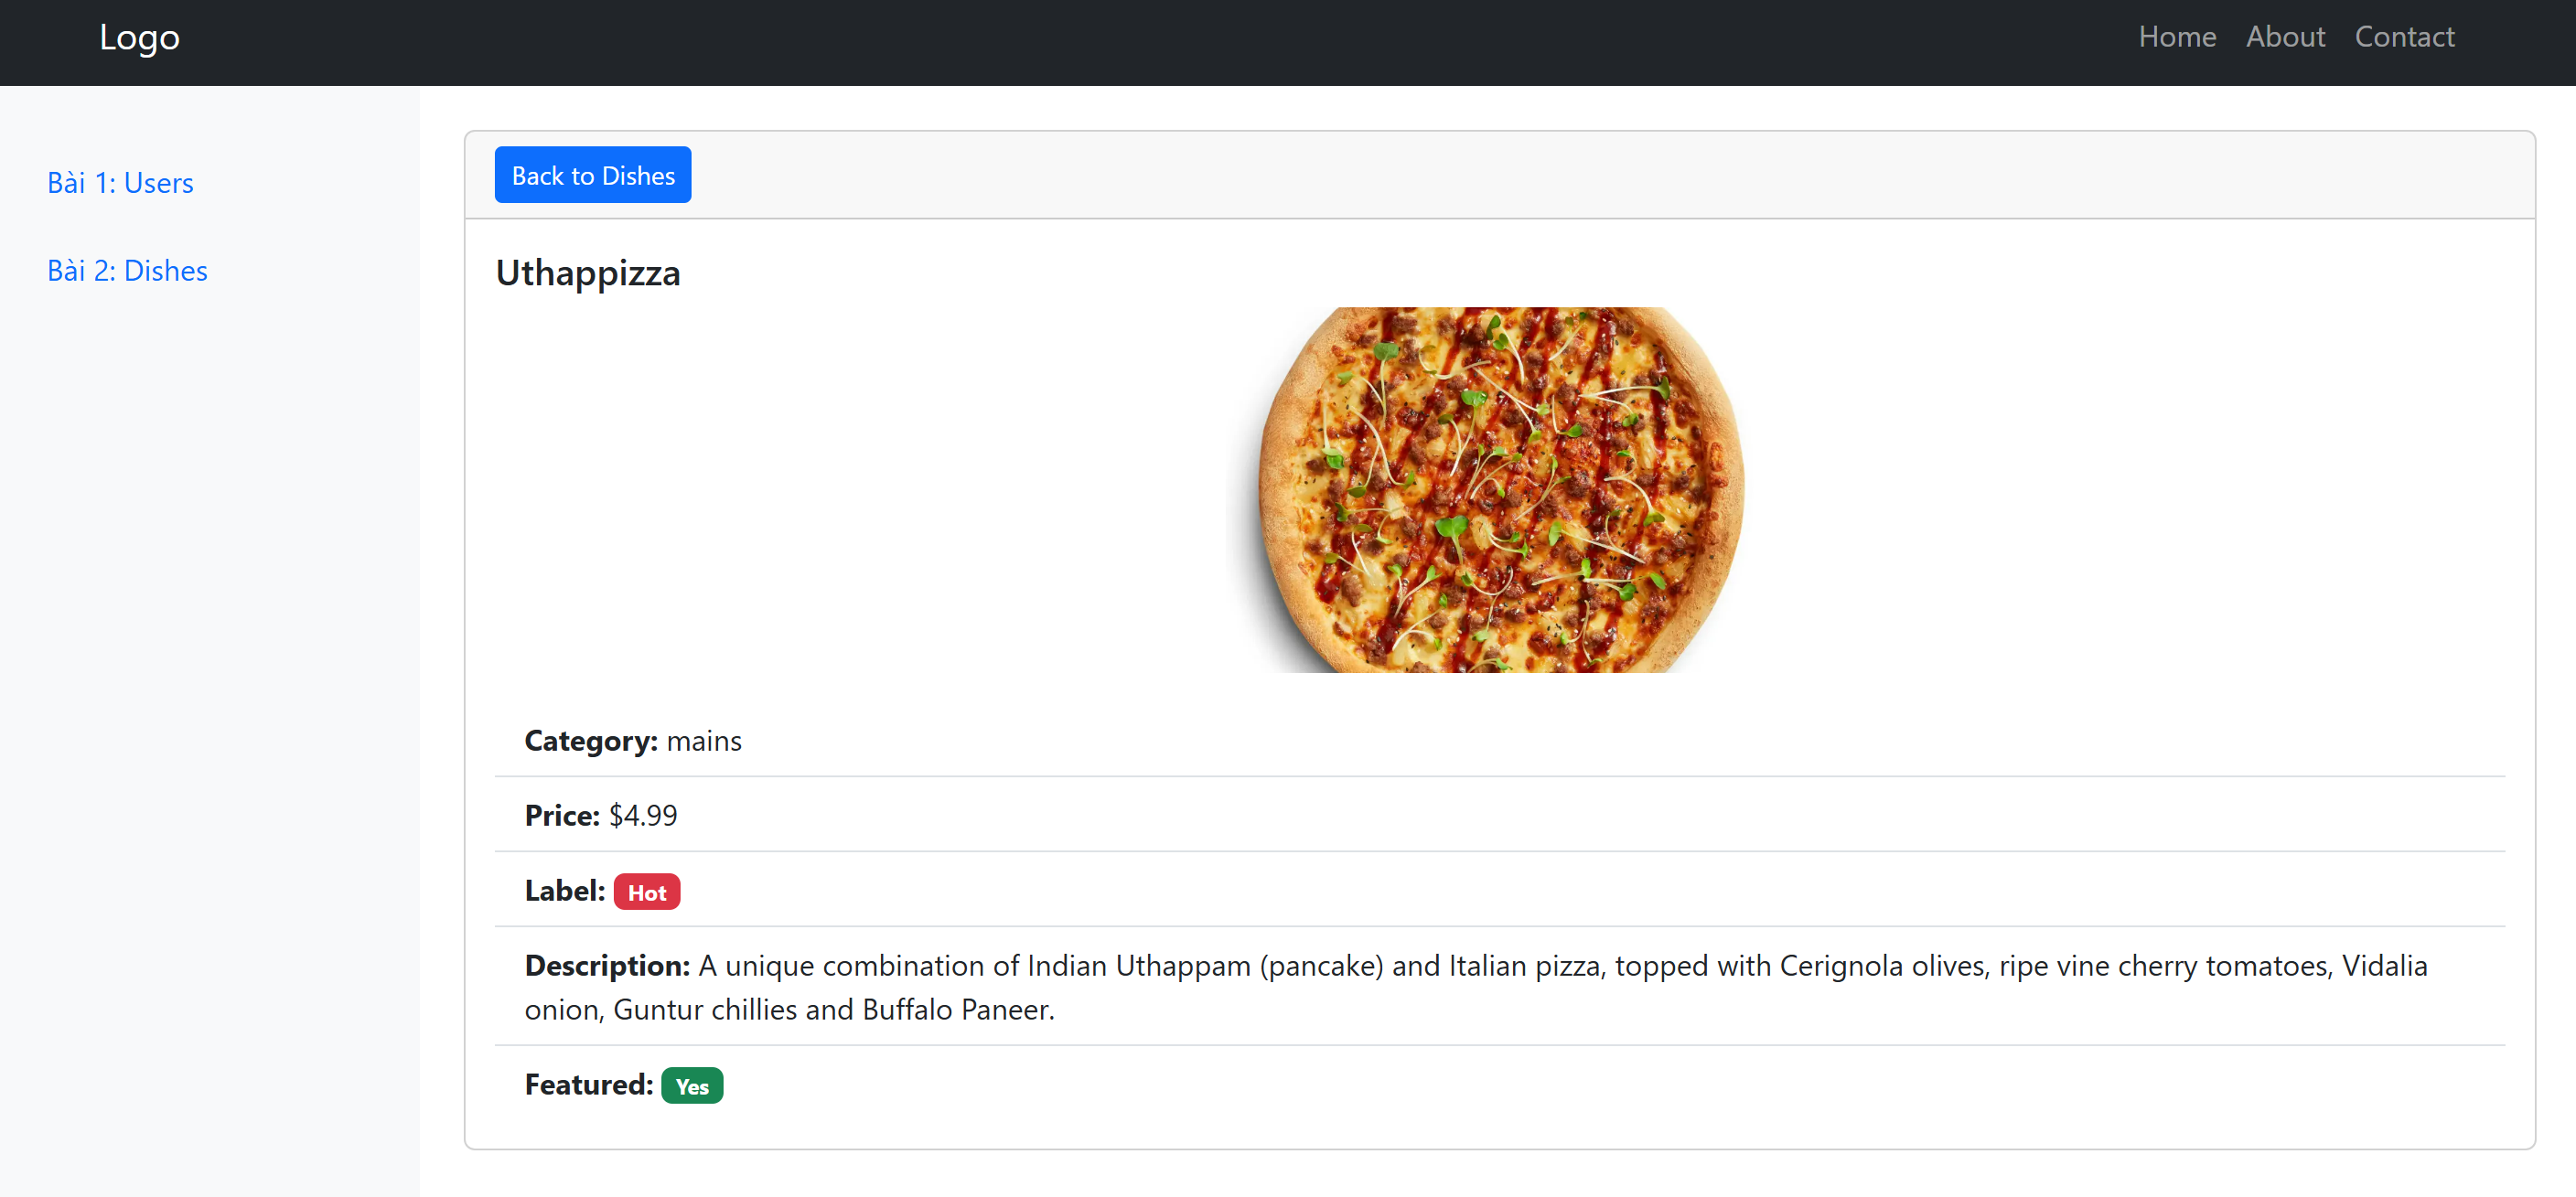 Logo
Home About Contact
Bài 1: Users
Bài 2: Dishes
Back to Dishes
Uthappizza
Category: mains
Price: $4.99
Label: Hot
Description: A unique combination of Indian Uthappam (pancake) and Italian pizza, topped with Cerignola olives, ripe vine cherry tomatoes, Vidalia
onion, Guntur chillies and Buffalo Paneer.
Featured: Yes